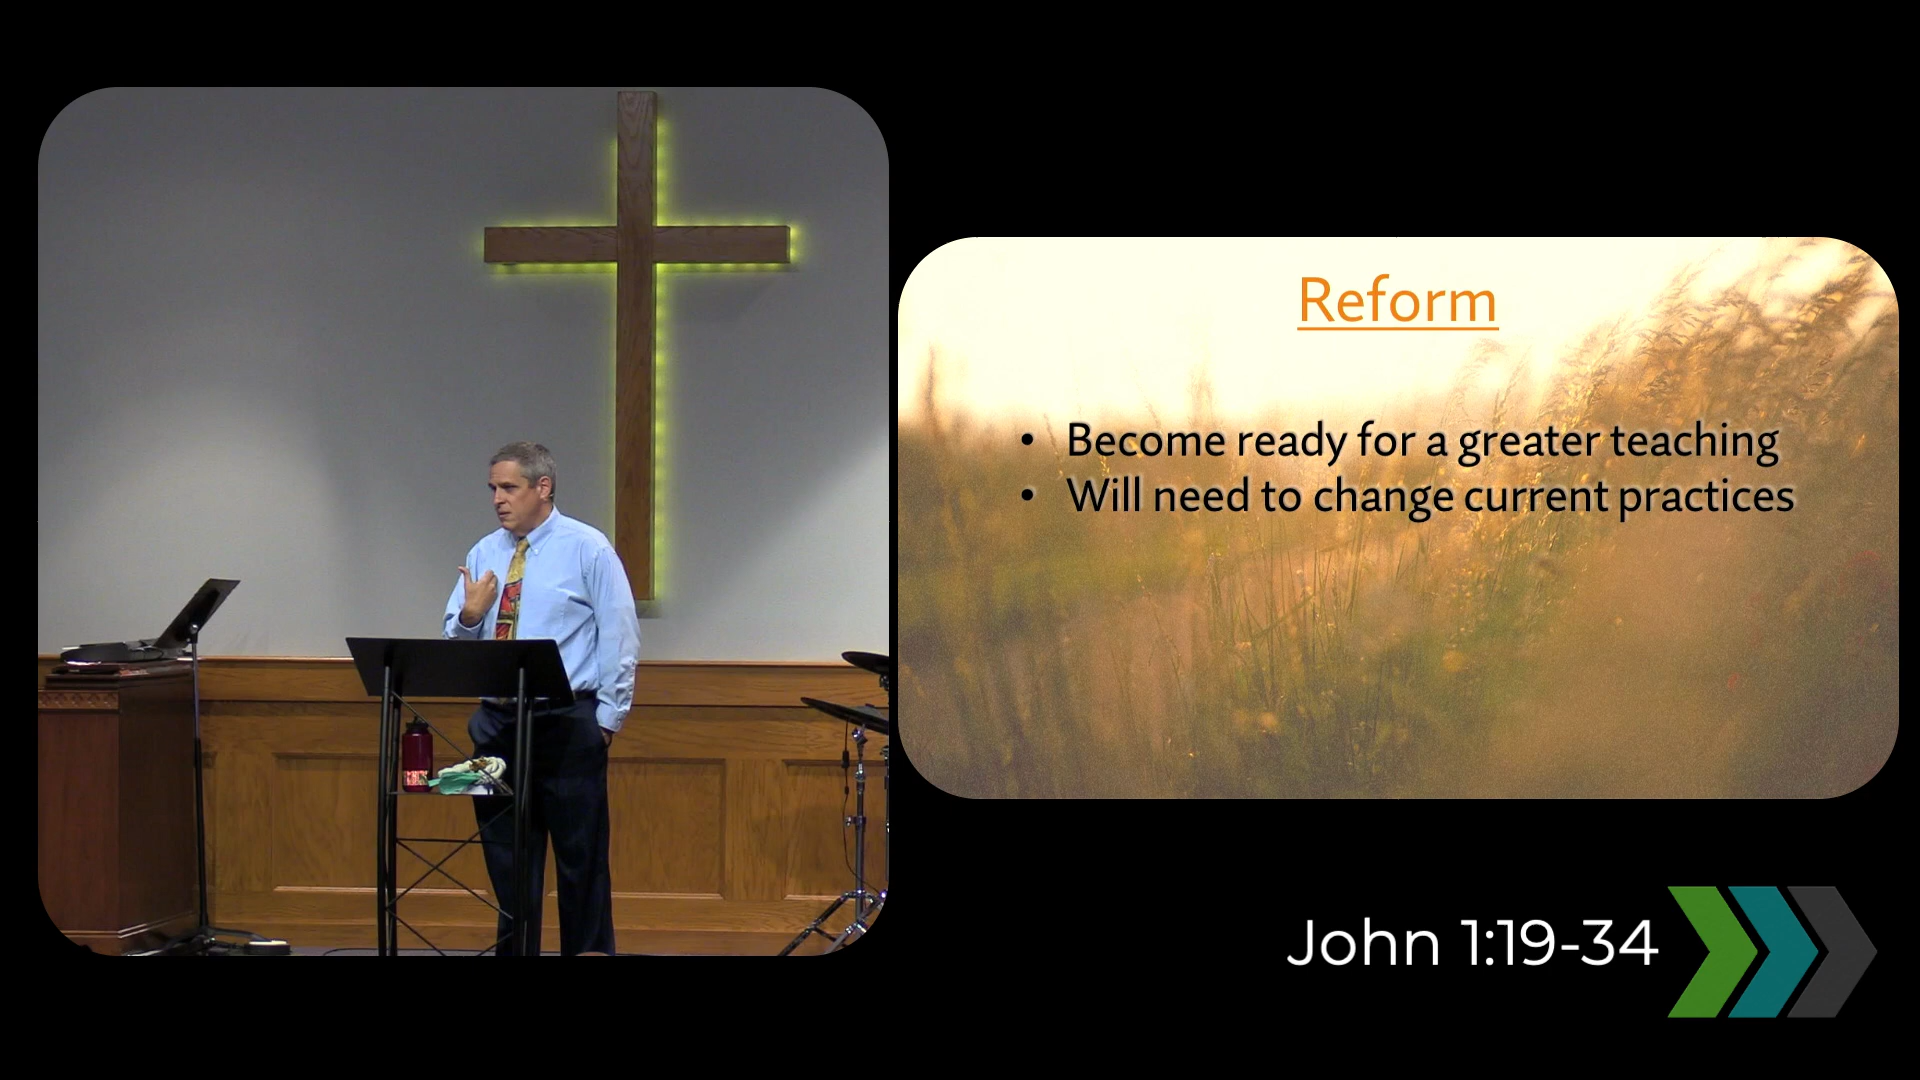 Reform
• Become ready for a greater teaching
• Will need to change current practices
John 1:19-34